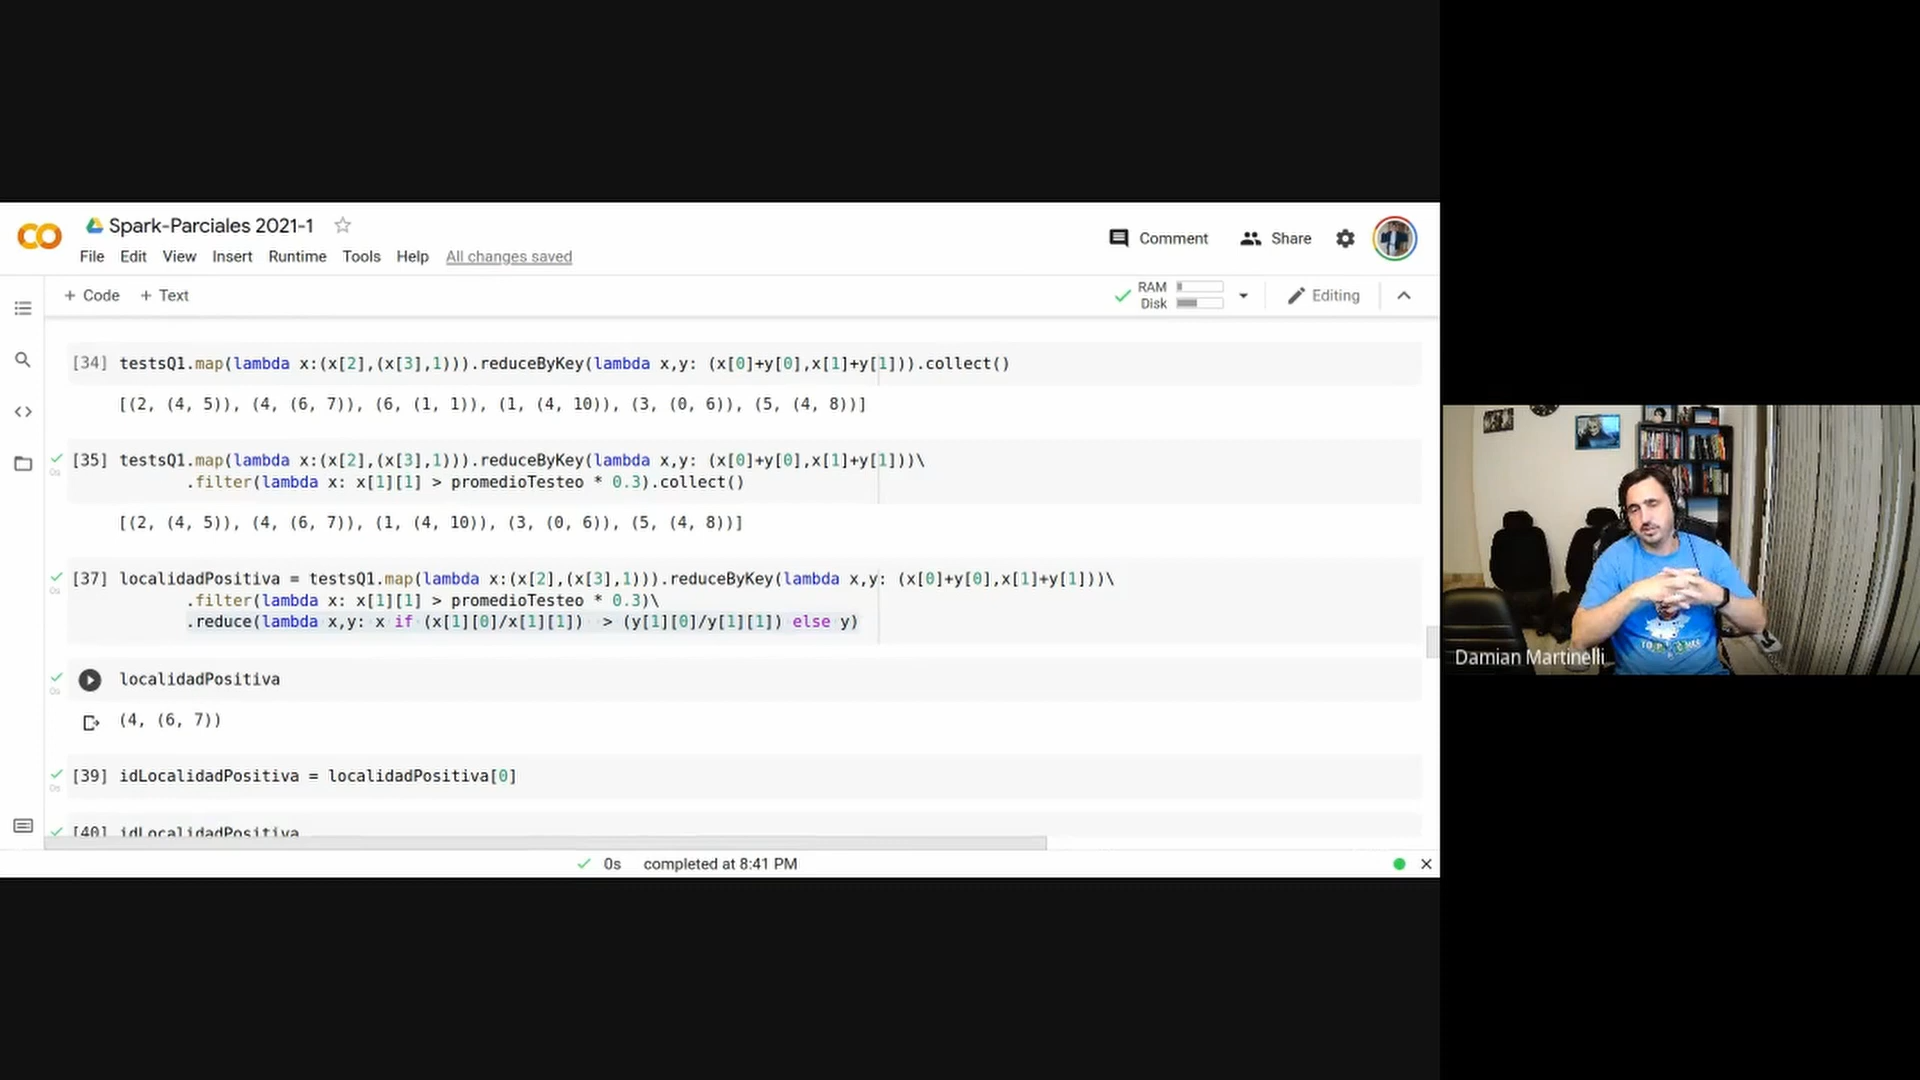 Spark-Parciales 2021-1
File Edit View Insert Runtime Tools Help All changes saved
Comment Share
+ Code + Text
RAM
Disk
Editing
[34] testsQ1.map(lambda x:(x[2],(x[3],1))).reduceByKey(lambda x,y: (x[0]+y[0],x[1]+y[1])).collect()
[(2, (4, 5)), (4, (6, 7)), (6, (1, 1)), (1, (4, 10)), (3, (0, 6)), (5, (4, 8))]
[35] testsQ1.map(lambda x:(x[2],(x[3],1))).reduceByKey(lambda x,y: (x[0]+y[0],x[1]+y[1]))\
.filter(lambda x: x[1][1] > promedioTesteo * 0.3).collect()
0s
[(2, (4, 5)), (4, (6, 7)), (1, (4, 10)), (3, (0, 6)), (5, (4, 8))]
[37] localidadPositiva = testsQ1.map(lambda x:(x[2],(x[3],1))).reduceByKey(lambda x,y: (x[0]+y[0],x[1]+y[1]))\
0s
.filter(lambda x: x[1][1] > promedioTesteo * 0.3)\
.reduce(lambda x,y: x if (x[1][0]/x[1][1]) > (y[1][0]/y[1][1]) else y)
localidadPositiva
0s
(4, (6, 7))
[39] idLocalidadPositiva = localidadPositiva[0]
0s
[40] idLocalidadPositiva
0s completed at 8:41 PM
Damian Martinelli